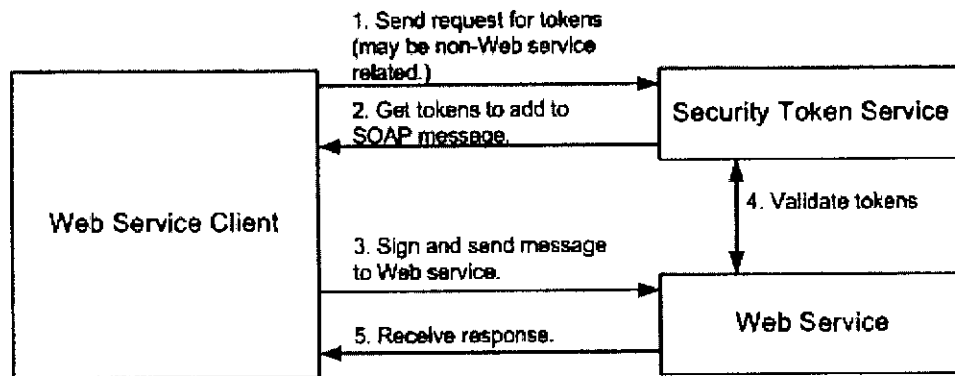 1. Send request for tokens
(may be non-Web service
related.)
2. Get tokens to add to
SOAP message.
Security Token Service
4. Validate tokens
Web Service Client
3. Sign and send message
to Web service.
Web Service
5. Receive response.